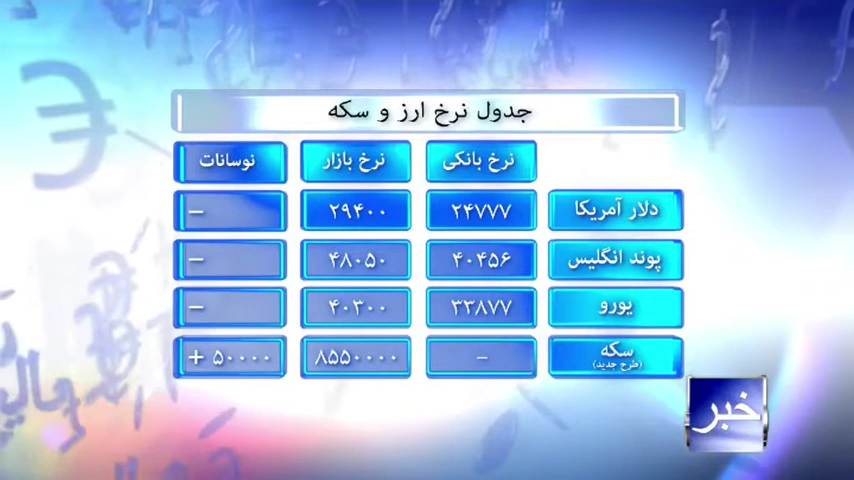 جدول نرخ ارز و سکه
نرخ بانکی نرخ بازار نوسانات
دلار آمریکا ۲۴۷۷۷ ۲۹۴۰۰ –
پوند انگلیس ۴۰۴۵۶ ۴۸۰۵۰ –
یورو ۳۳۸۷۷ ۴۰۳۰۰ –
سکه – ۸۵۵۰۰۰۰ ۵۰۰۰۰ +
(طرح جدید)
خبر